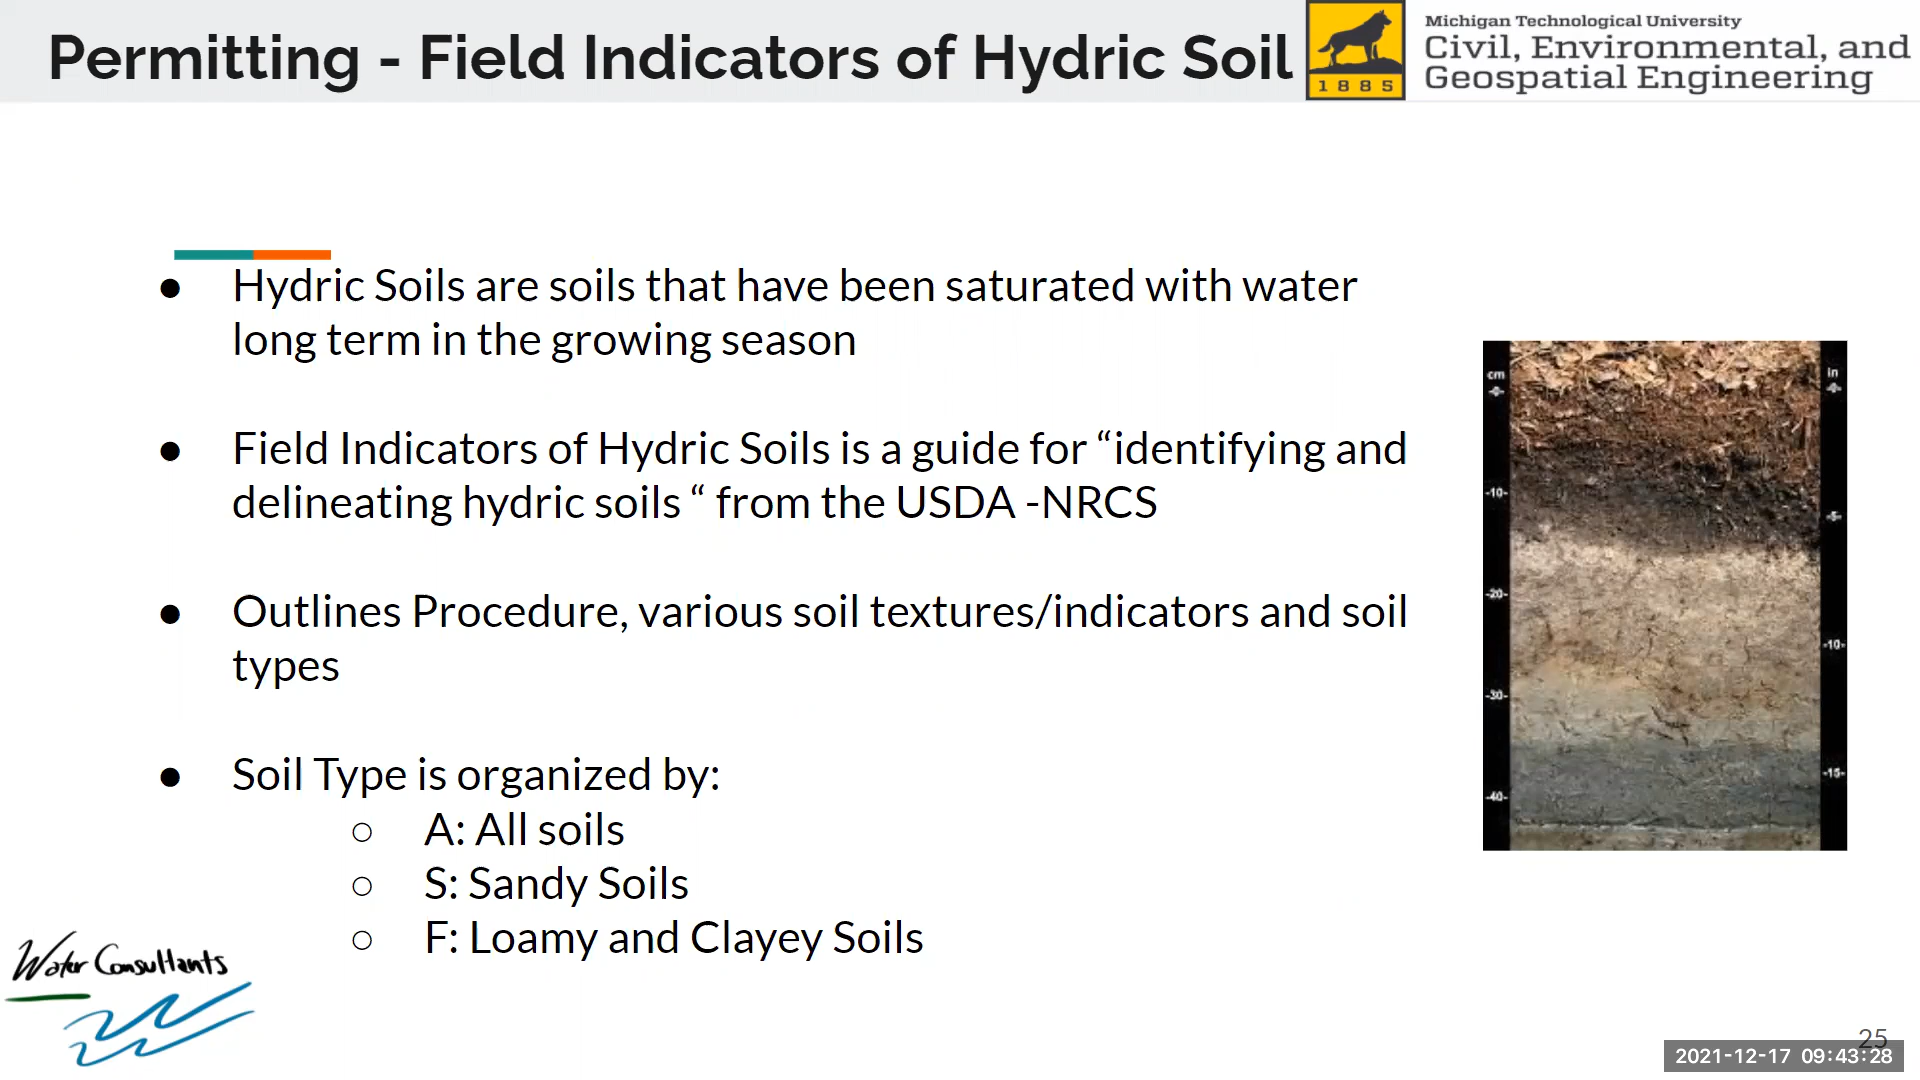 Permitting - Field Indicators of Hydric Soil
1885
Michigan Technological University
Civil, Environmental, and
Geospatial Engineering
● Hydric Soils are soils that have been saturated with water
long term in the growing season
● Field Indicators of Hydric Soils is a guide for “identifying and
delineating hydric soils “ from the USDA -NRCS
● Outlines Procedure, various soil textures/indicators and soil
types
● Soil Type is organized by:
○ A: All soils
○ S: Sandy Soils
○ F: Loamy and Clayey Soils
cm
-0-
-10-
-20-
-30-
-40-
in
-0-
-5-
-10-
-15-
Water Consultants
25
2021-12-17 09:43:28